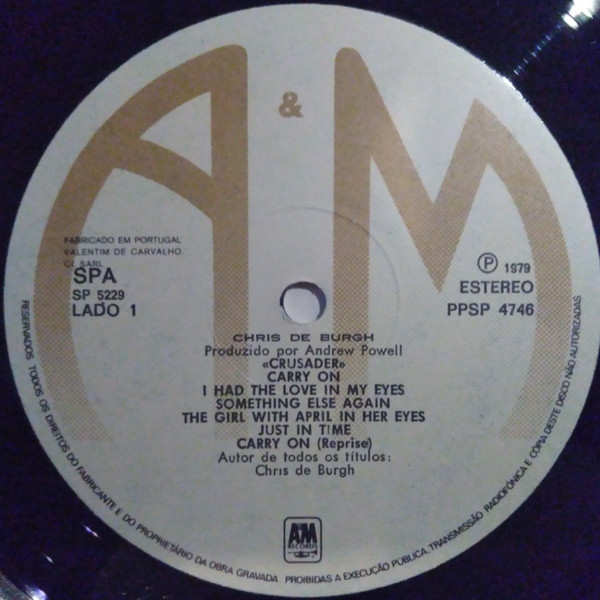 A & M
FABRICADO EM PORTUGAL
VALENTIM DE CARVALHO,
CI SARL
SPA
SP 5229
LADO 1
Ⓟ 1979
ESTEREO
PPSP 4746
CHRIS DE BURGH
Produzido por Andrew Powell
«CRUSADER»
CARRY ON
I HAD THE LOVE IN MY EYES
SOMETHING ELSE AGAIN
THE GIRL WITH APRIL IN HER EYES
JUST IN TIME
CARRY ON (Reprise)
Autor de todos os títulos:
Chris de Burgh
A&M
RECORDS
RESERVADOS TODOS OS DIREITOS DO FABRICANTE E DO PROPRIETÁRIO DA OBRA GRAVADA. PROIBIDAS A EXECUÇÃO PÚBLICA, TRANSMISSÃO RADIOFÓNICA E CÓPIA DESTE DISCO NÃO AUTORIZADAS